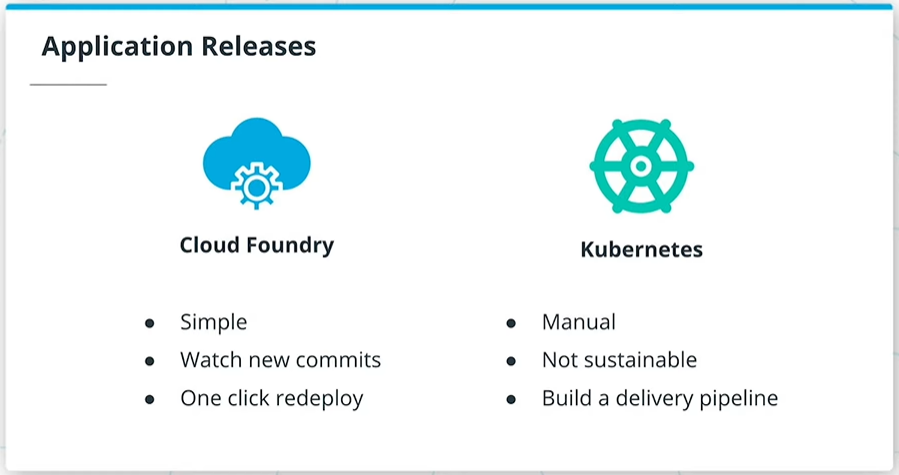 Application Releases
Cloud Foundry
● Simple
● Watch new commits
● One click redeploy
Kubernetes
● Manual
● Not sustainable
● Build a delivery pipeline